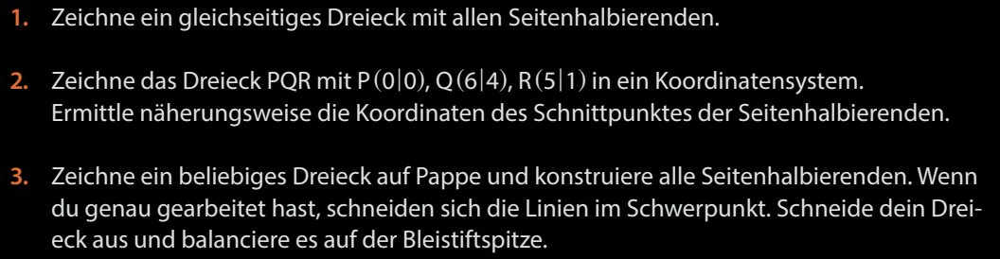 1. Zeichne ein gleichseitiges Dreieck mit allen Seitenhalbierenden.
2. Zeichne das Dreieck PQR mit P(0|0), Q(6|4), R(5|1) in ein Koordinatensystem.
Ermittle näherungsweise die Koordinaten des Schnittpunktes der Seitenhalbierenden.
3. Zeichne ein beliebiges Dreieck auf Pappe und konstruiere alle Seitenhalbierenden. Wenn
du genau gearbeitet hast, schneiden sich die Linien im Schwerpunkt. Schneide dein Drei-
eck aus und balanciere es auf der Bleistiftspitze.